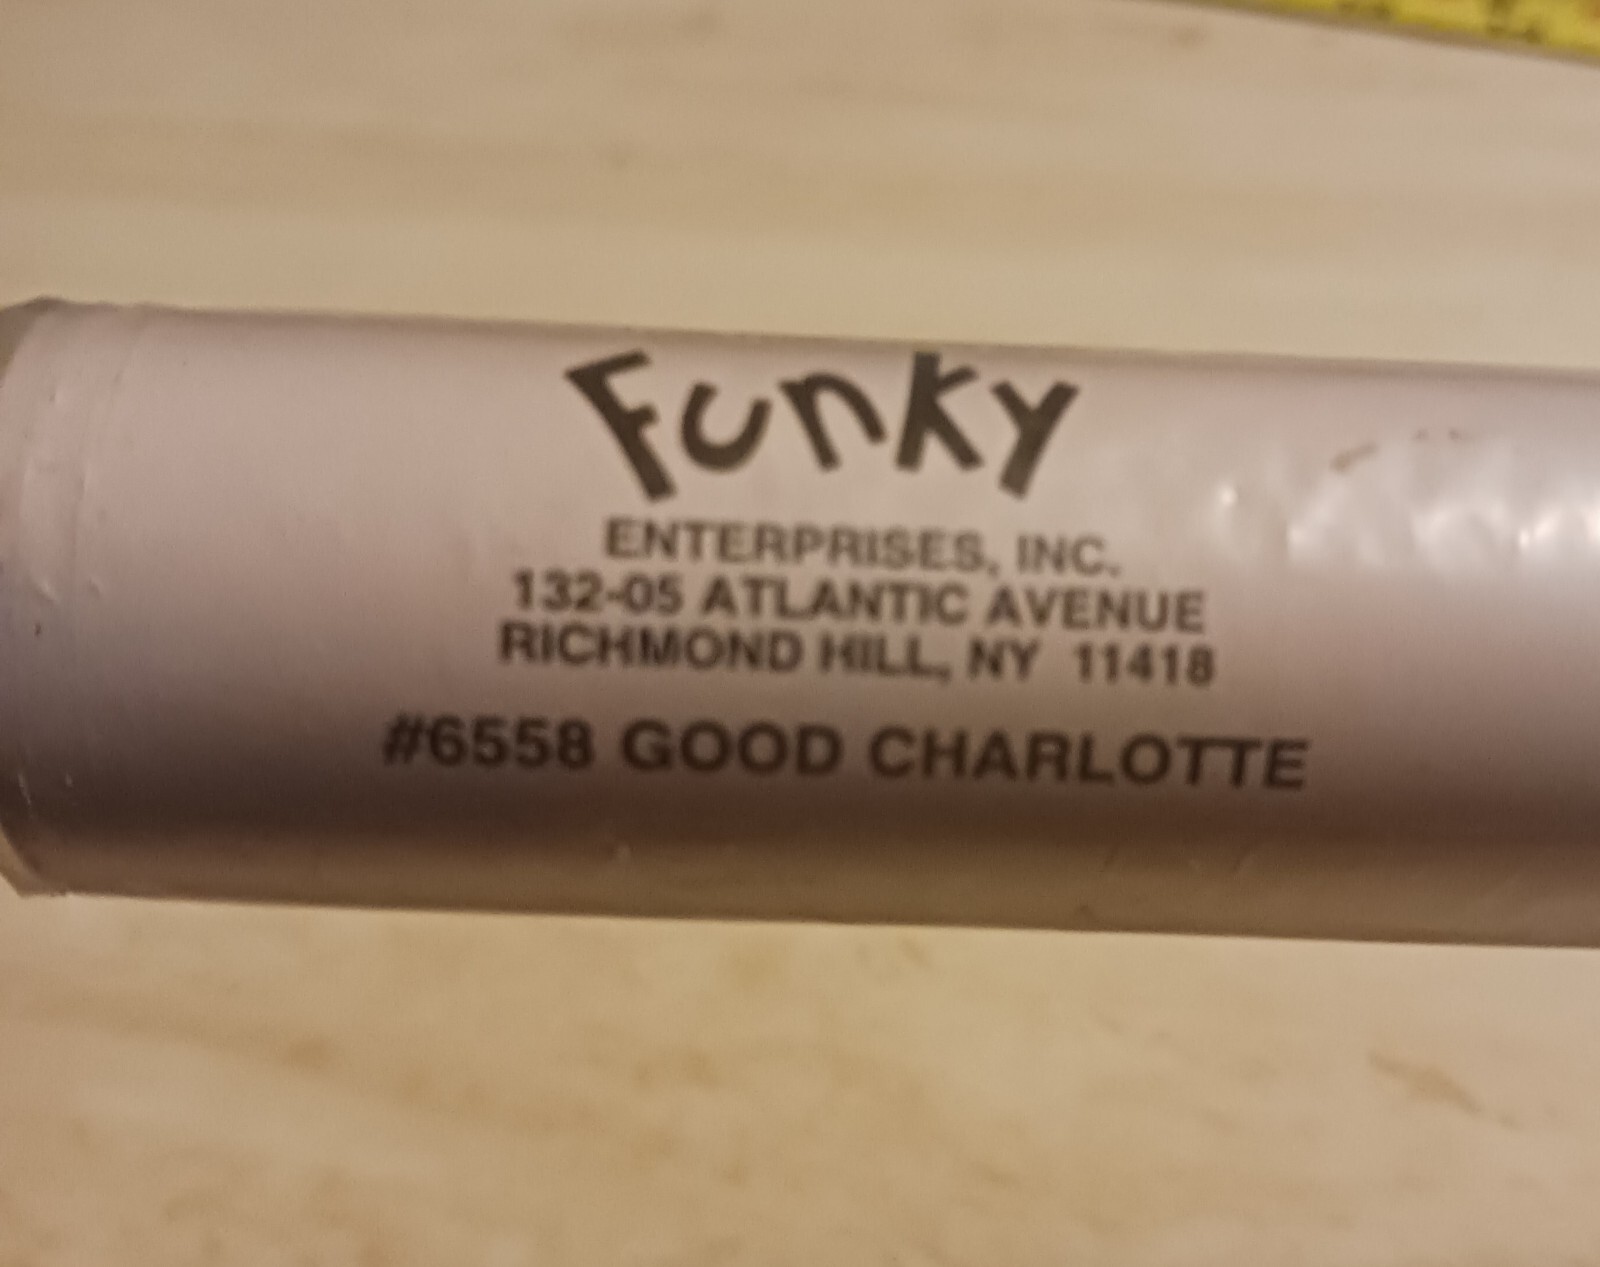 Funky
ENTERPRISES, INC.
132-05 ATLANTIC AVENUE
RICHMOND HILL, NY 11418
#6558 GOOD CHARLOTTE